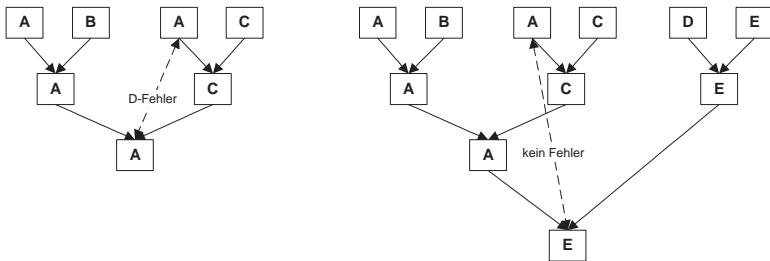 A B A C A B A C D E
A C A C E
D-Fehler
A A kein Fehler
E